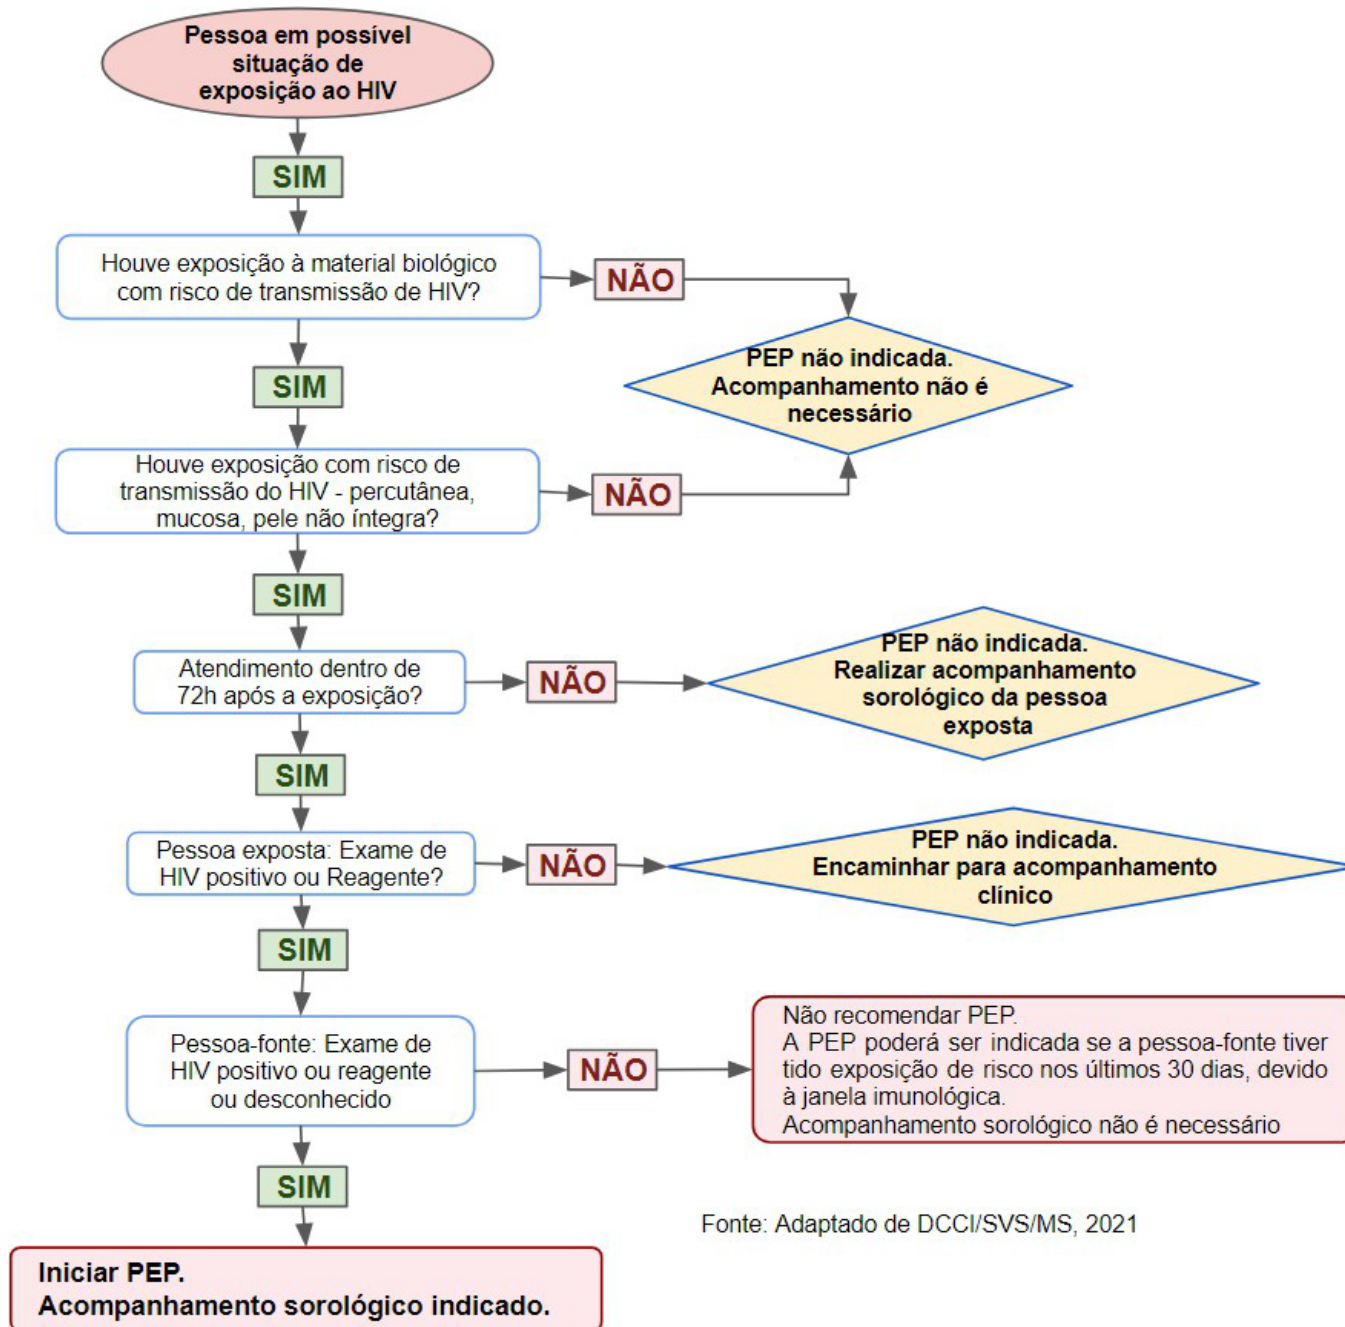 Pessoa em possível
situação de
exposição ao HIV
SIM
Houve exposição à material biológico
com risco de transmissão de HIV?
NÃO
PEP não indicada.
Acompanhamento não é
necessário
SIM
Houve exposição com risco de
transmissão do HIV - percutânea,
mucosa, pele não íntegra?
NÃO
SIM
Atendimento dentro de
72h após a exposição?
NÃO
PEP não indicada.
Realizar acompanhamento
sorológico da pessoa
exposta
SIM
Pessoa exposta: Exame de
HIV positivo ou Reagente?
NÃO
PEP não indicada.
Encaminhar para acompanhamento
clínico
SIM
Pessoa-fonte: Exame de
HIV positivo ou reagente
ou desconhecido
NÃO
Não recomendar PEP.
A PEP poderá ser indicada se a pessoa-fonte tiver
tido exposição de risco nos últimos 30 dias, devido
à janela imunológica.
Acompanhamento sorológico não é necessário
SIM
Fonte: Adaptado de DCCI/SVS/MS, 2021
Iniciar PEP.
Acompanhamento sorológico indicado.